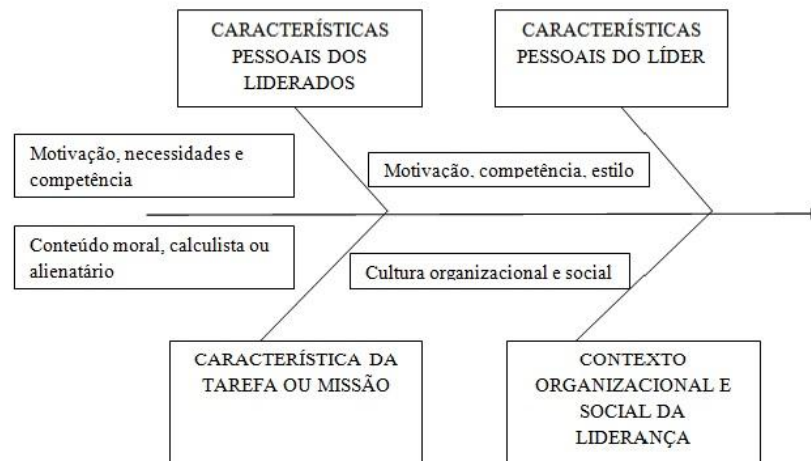 CARACTERÍSTICAS
PESSOAIS DOS
LIDERADOS
CARACTERÍSTICAS
PESSOAIS DO LÍDER
Motivação, necessidades e
competência
Motivação, competência, estilo
Conteúdo moral, calculista ou
alienatário
Cultura organizacional e social
CARACTERÍSTICA DA
TAREFA OU MISSÃO
CONTEXTO
ORGANIZACIONAL E
SOCIAL DA
LIDERANÇA